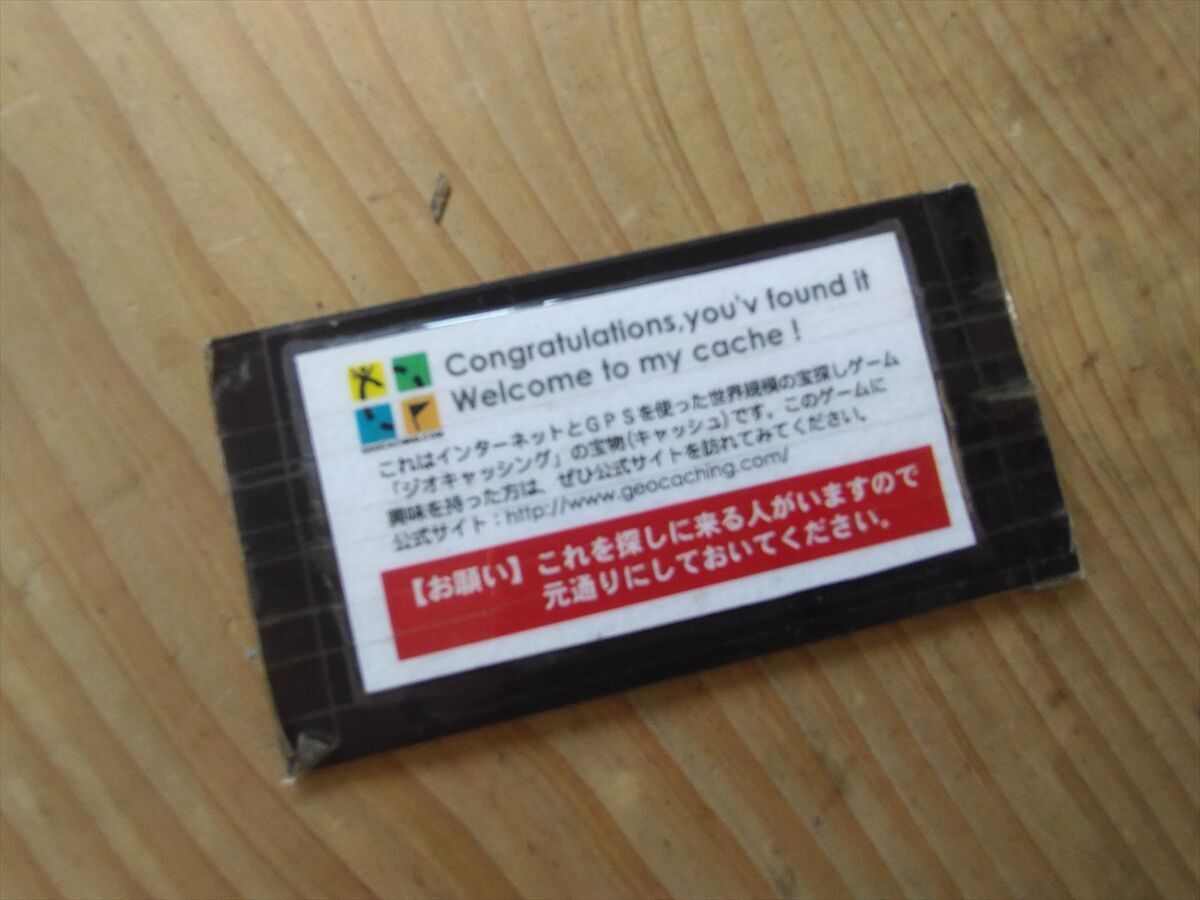 Congratulations,you'v found it
Welcome to my cache !
これはインターネットとGPSを使った世界規模の宝探しゲーム
「ジオキャッシング」の宝物(キャッシュ)です。このゲームに
興味を持った方は、ぜひ公式サイトを訪れてみてください。
公式サイト：http://www.geocaching.com/
【お願い】これを探しに来る人がいますので
元通りにしておいてください。